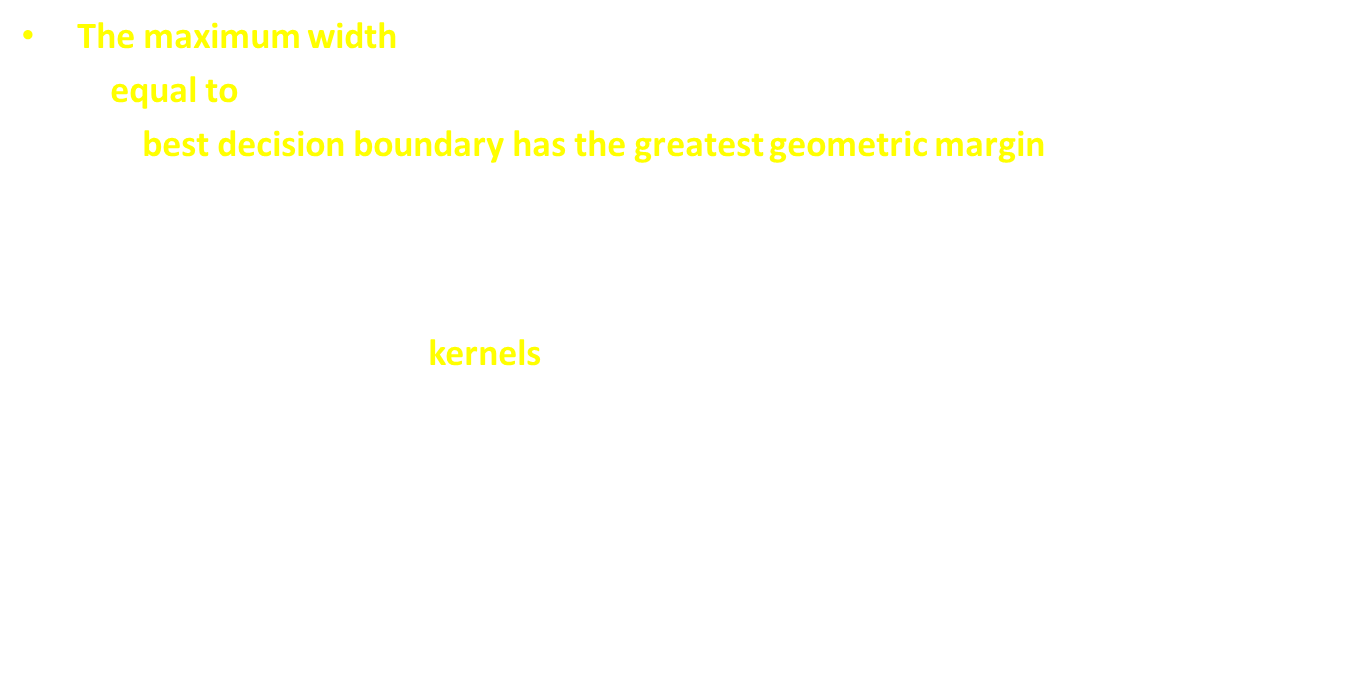 • The maximum width
equal to
best decision boundary has the greatest geometric margin
kernels